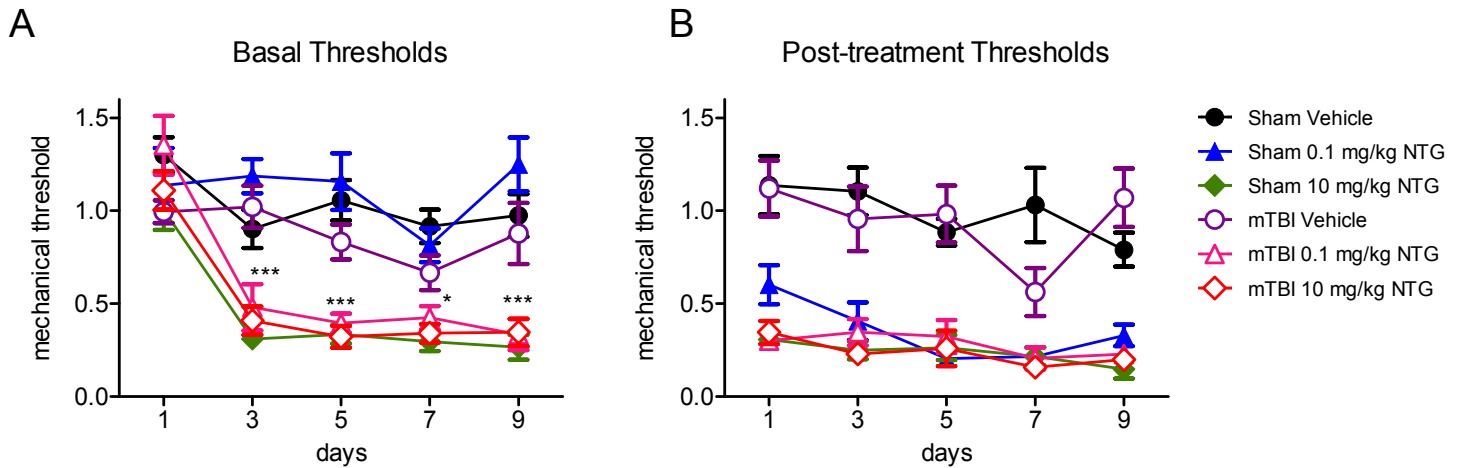 A
Basal Thresholds
mechanical threshold
1.5
1.0
0.5
0.0
***
***
*
***
1 3 5 7 9
days
B
Post-treatment Thresholds
mechanical threshold
1.5
1.0
0.5
0.0
1 3 5 7 9
days
Sham Vehicle
Sham 0.1 mg/kg NTG
Sham 10 mg/kg NTG
mTBI Vehicle
mTBI 0.1 mg/kg NTG
mTBI 10 mg/kg NTG